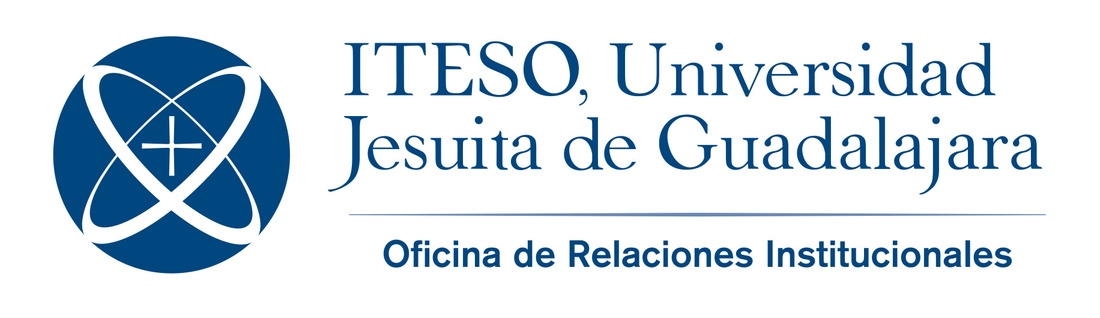 ITESO, Universidad
Jesuita de Guadalajara
Oficina de Relaciones Institucionales